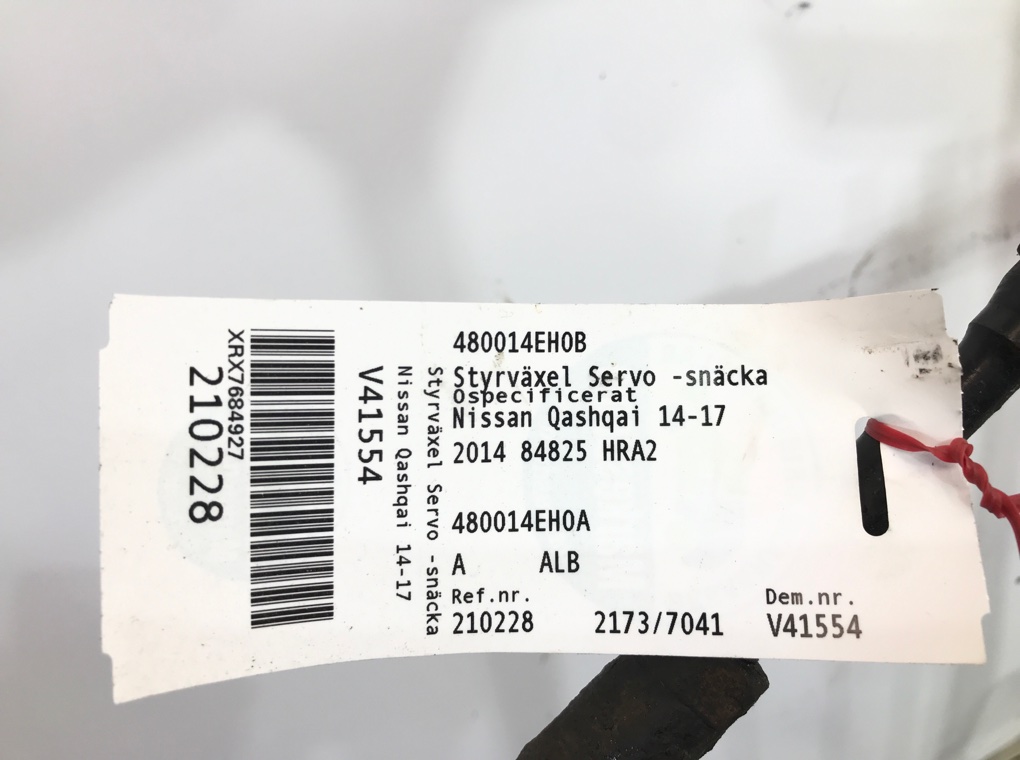 480014EH0B
Styrväxel Servo -snäcka
Ospecificerat
Nissan Qashqai 14-17
2014 84825 HRA2
480014EH0A
A ALB
Ref.nr. Dem.nr.
210228 2173/7041 V41554
Styrväxel Servo -snäcka
Nissan Qashqai 14-17
V41554
XRX7684927
210228